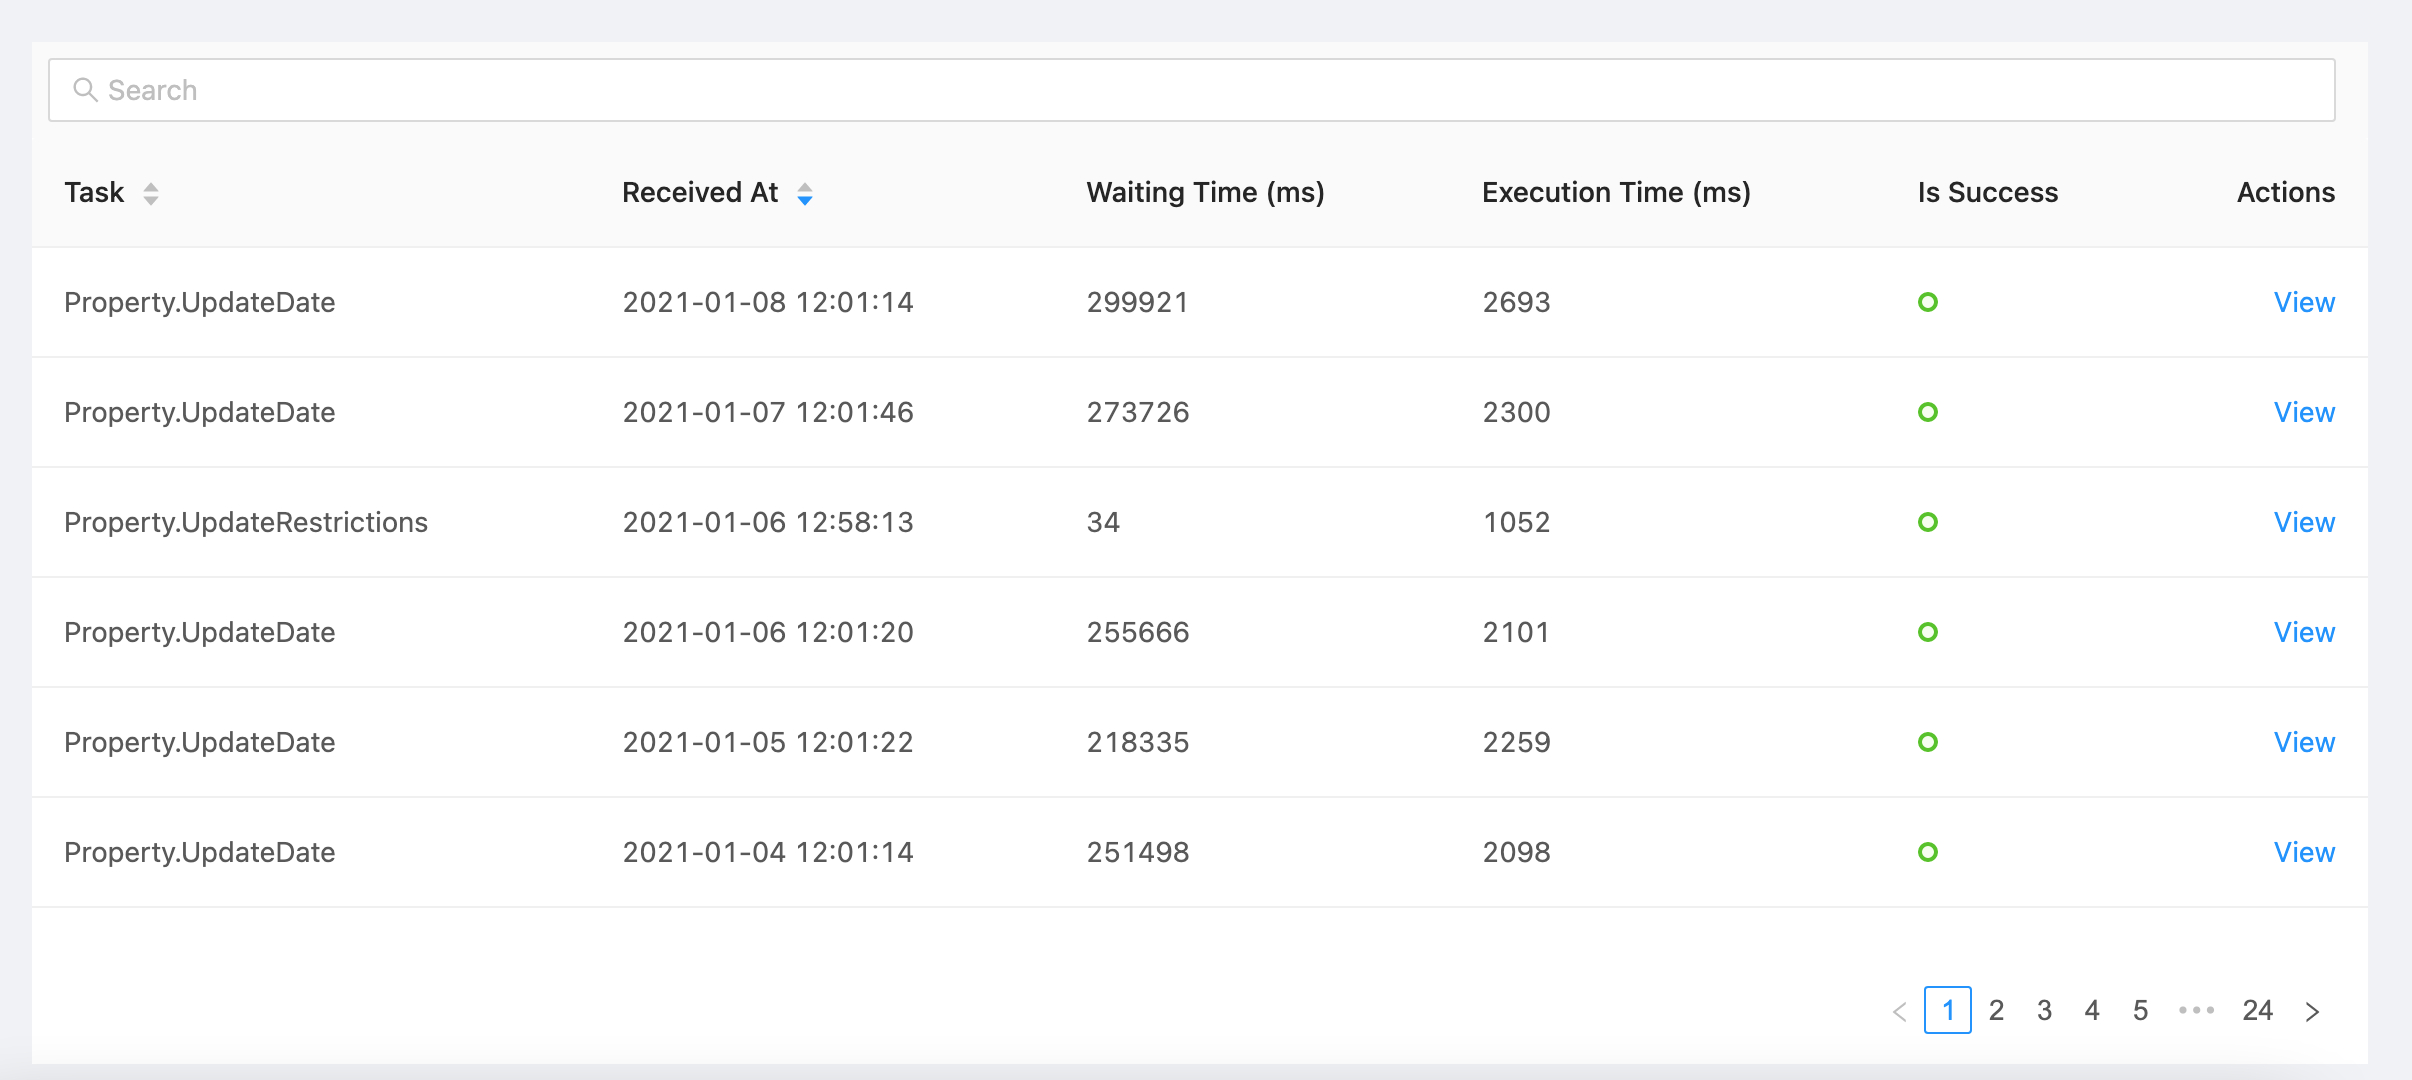 Search
Task Received At Waiting Time (ms) Execution Time (ms) Is Success Actions
Property.UpdateDate 2021-01-08 12:01:14 299921 2693 View
Property.UpdateDate 2021-01-07 12:01:46 273726 2300 View
Property.UpdateRestrictions 2021-01-06 12:58:13 34 1052 View
Property.UpdateDate 2021-01-06 12:01:20 255666 2101 View
Property.UpdateDate 2021-01-05 12:01:22 218335 2259 View
Property.UpdateDate 2021-01-04 12:01:14 251498 2098 View
< 1 2 3 4 5 ••• 24 >